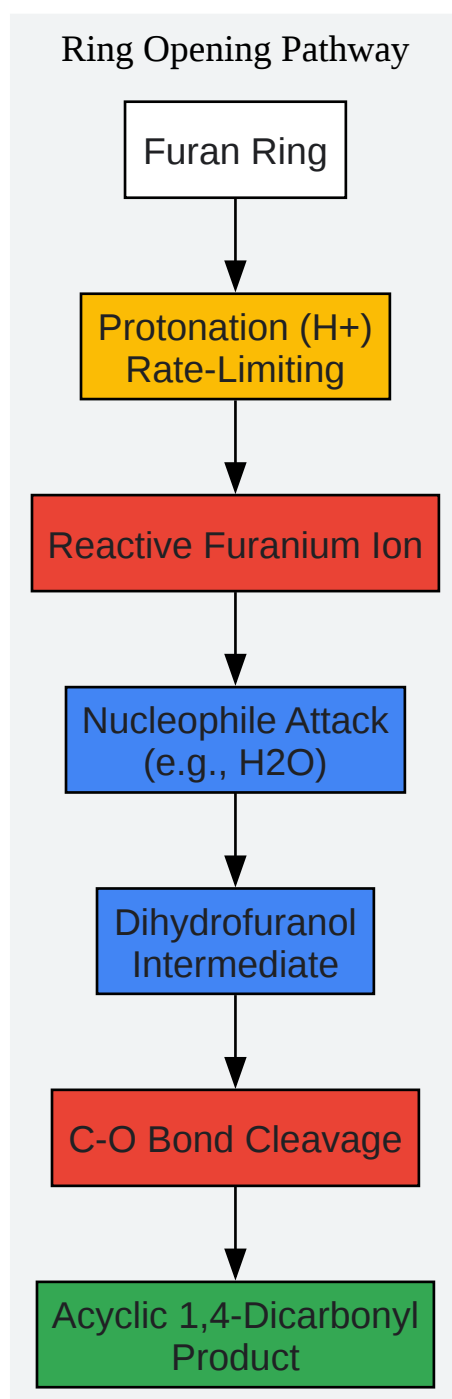 Ring Opening Pathway
Furan Ring
Protonation (H+)
Rate-Limiting
Reactive Furanium Ion
Nucleophile Attack
(e.g., H2O)
Dihydrofuranol
Intermediate
C-O Bond Cleavage
Acyclic 1,4-Dicarbonyl
Product